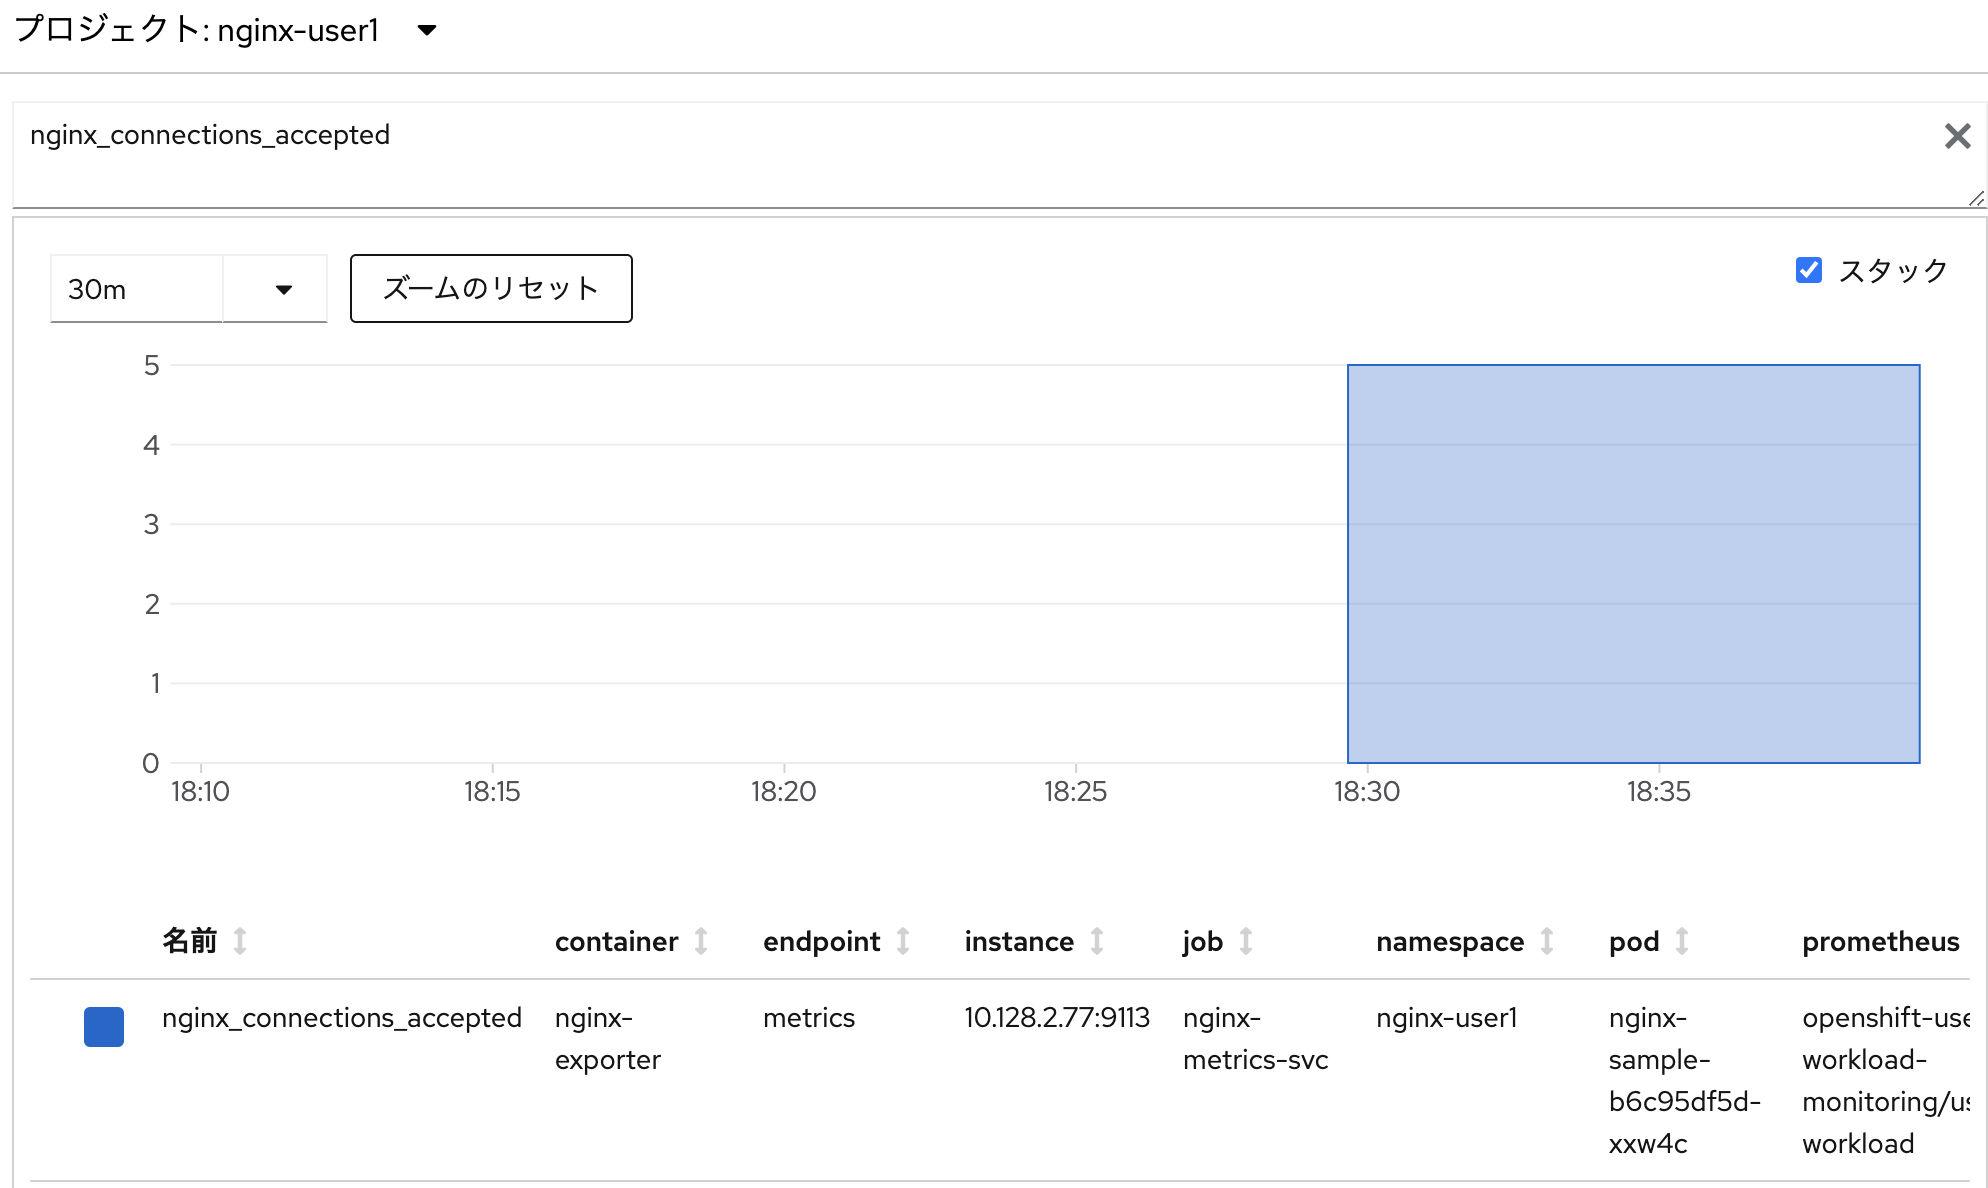 プロジェクト: nginx-user1
nginx_connections_accepted
30m
ズームのリセット
スタック
5
4
3
2
1
0
18:10 18:15 18:20 18:25 18:30 18:35
名前 container endpoint instance job namespace pod prometheus
nginx_connections_accepted nginx- metrics 10.128.2.77:9113 nginx- nginx-user1 nginx- openshift-use
exporter metrics-svc sample- workload-
b6c95df5d- monitoring/us
xxw4c workload